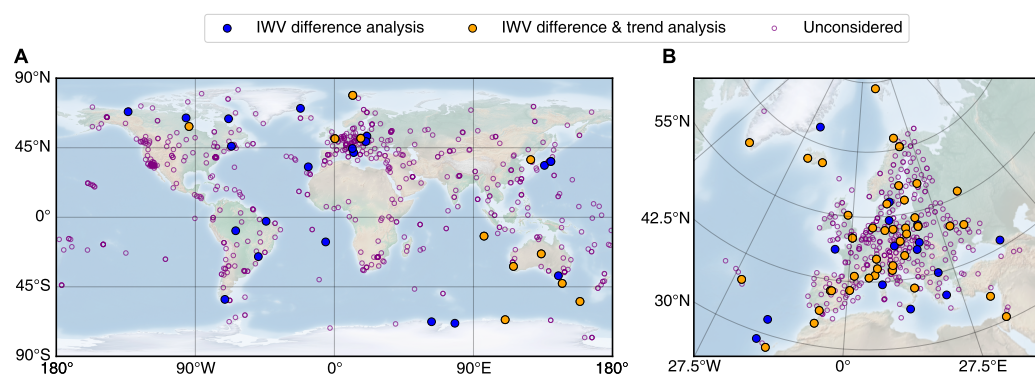 IWV difference analysis IWV difference & trend analysis Unconsidered
A B
90°N
45°N
0°
45°S
90°S
180° 90°W 0° 90°E 180°
55°N
42.5°N
30°N
27.5°W 0° 27.5°E